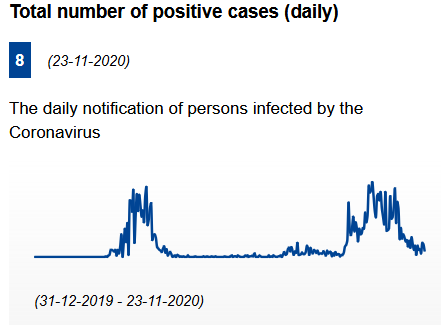 Total number of positive cases (daily)
8 (23-11-2020)
The daily notification of persons infected by the
Coronavirus
(31-12-2019 - 23-11-2020)